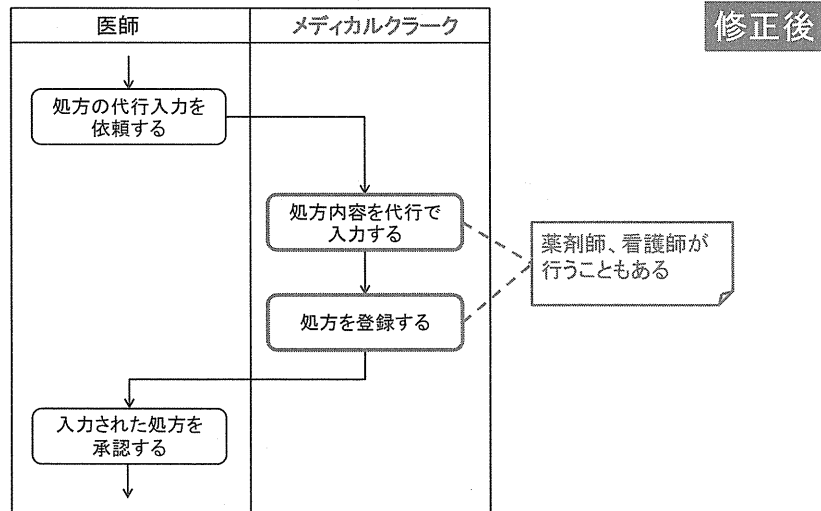 修正後
医師
メディカルクラーク
処方の代行入力を
依頼する
処方内容を代行で
入力する
薬剤師、看護師が
行うこともある
処方を登録する
入力された処方を
承認する